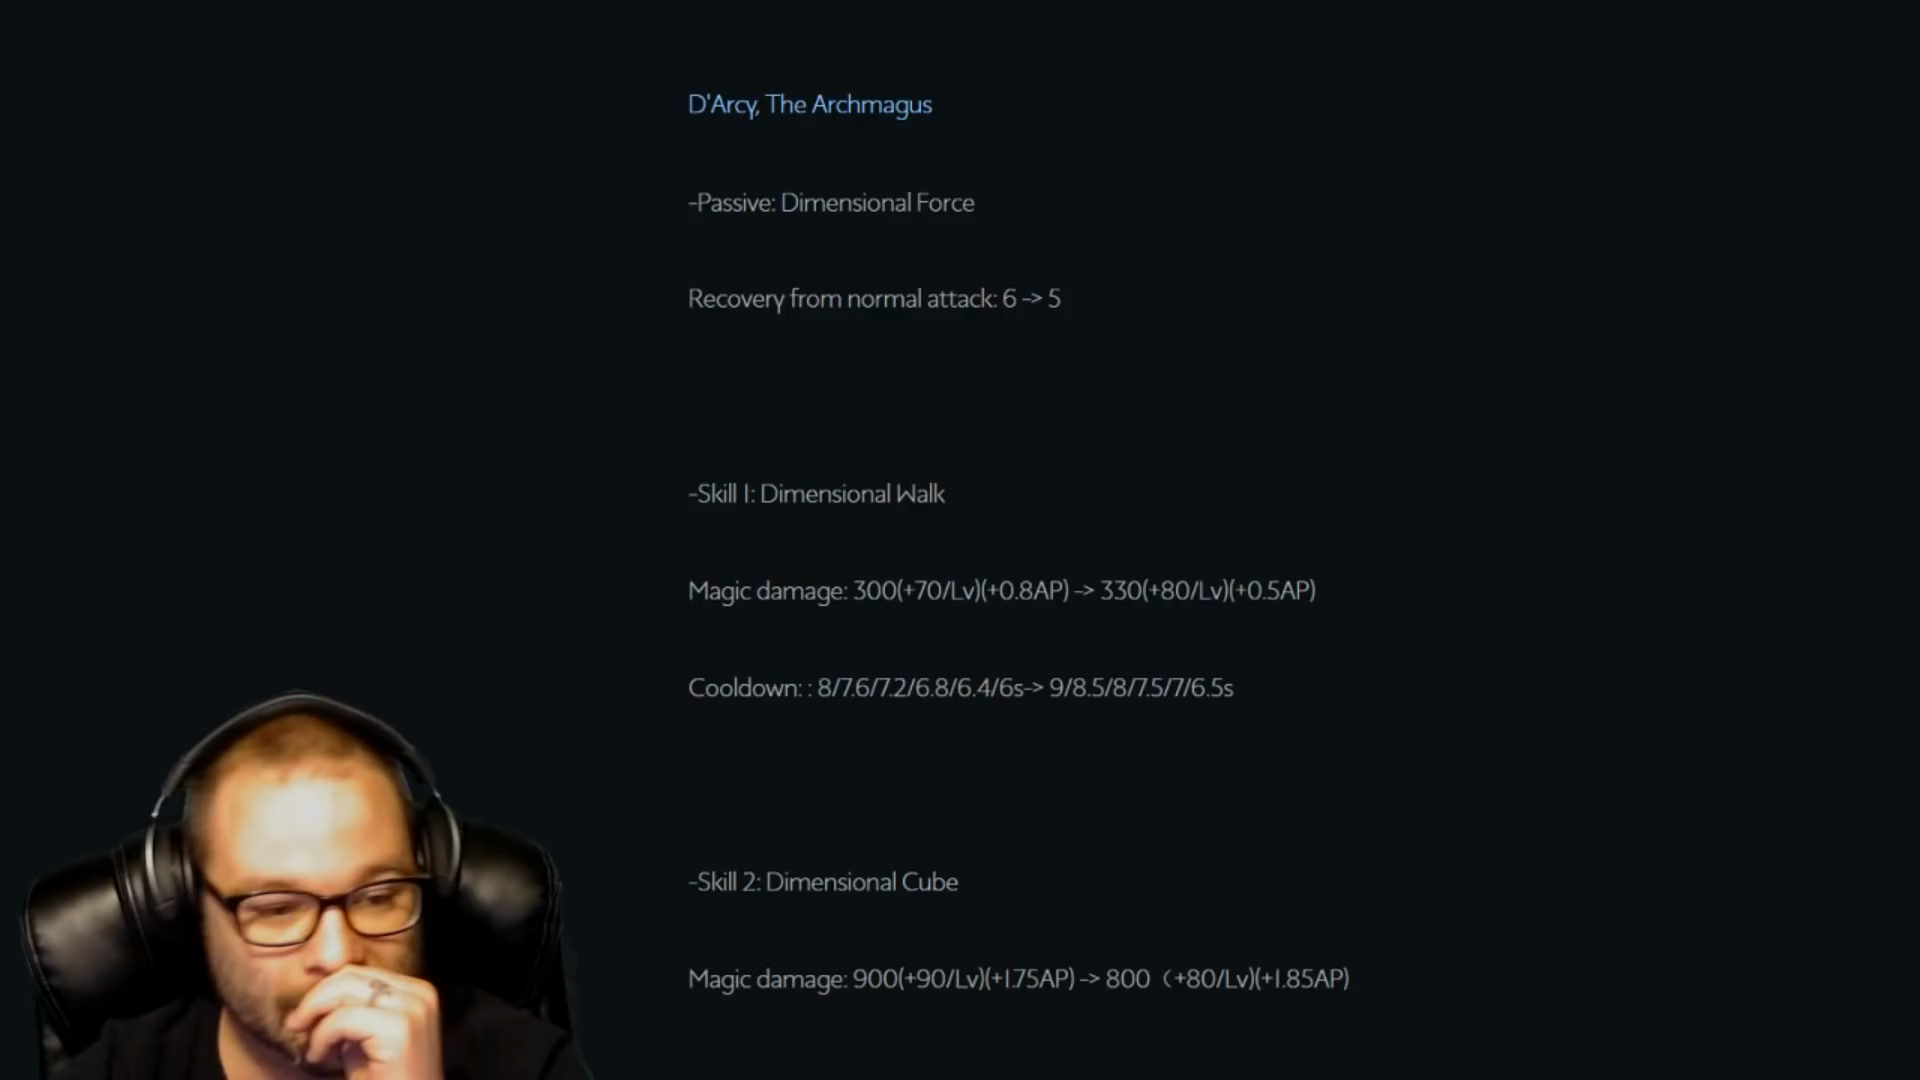 D'Arcy, The Archmagus
-Passive: Dimensional Force
Recovery from normal attack: 6 -> 5
-Skill 1: Dimensional Walk
Magic damage: 300(+70/Lv)(+0.8AP) -> 330(+80/Lv)(+0.5AP)
Cooldown: : 8/7.6/7.2/6.8/6.4/6s-> 9/8.5/8/7.5/7/6.5s
-Skill 2: Dimensional Cube
Magic damage: 900(+90/Lv)(+1.75AP) -> 800（+80/Lv)(+1.85AP)